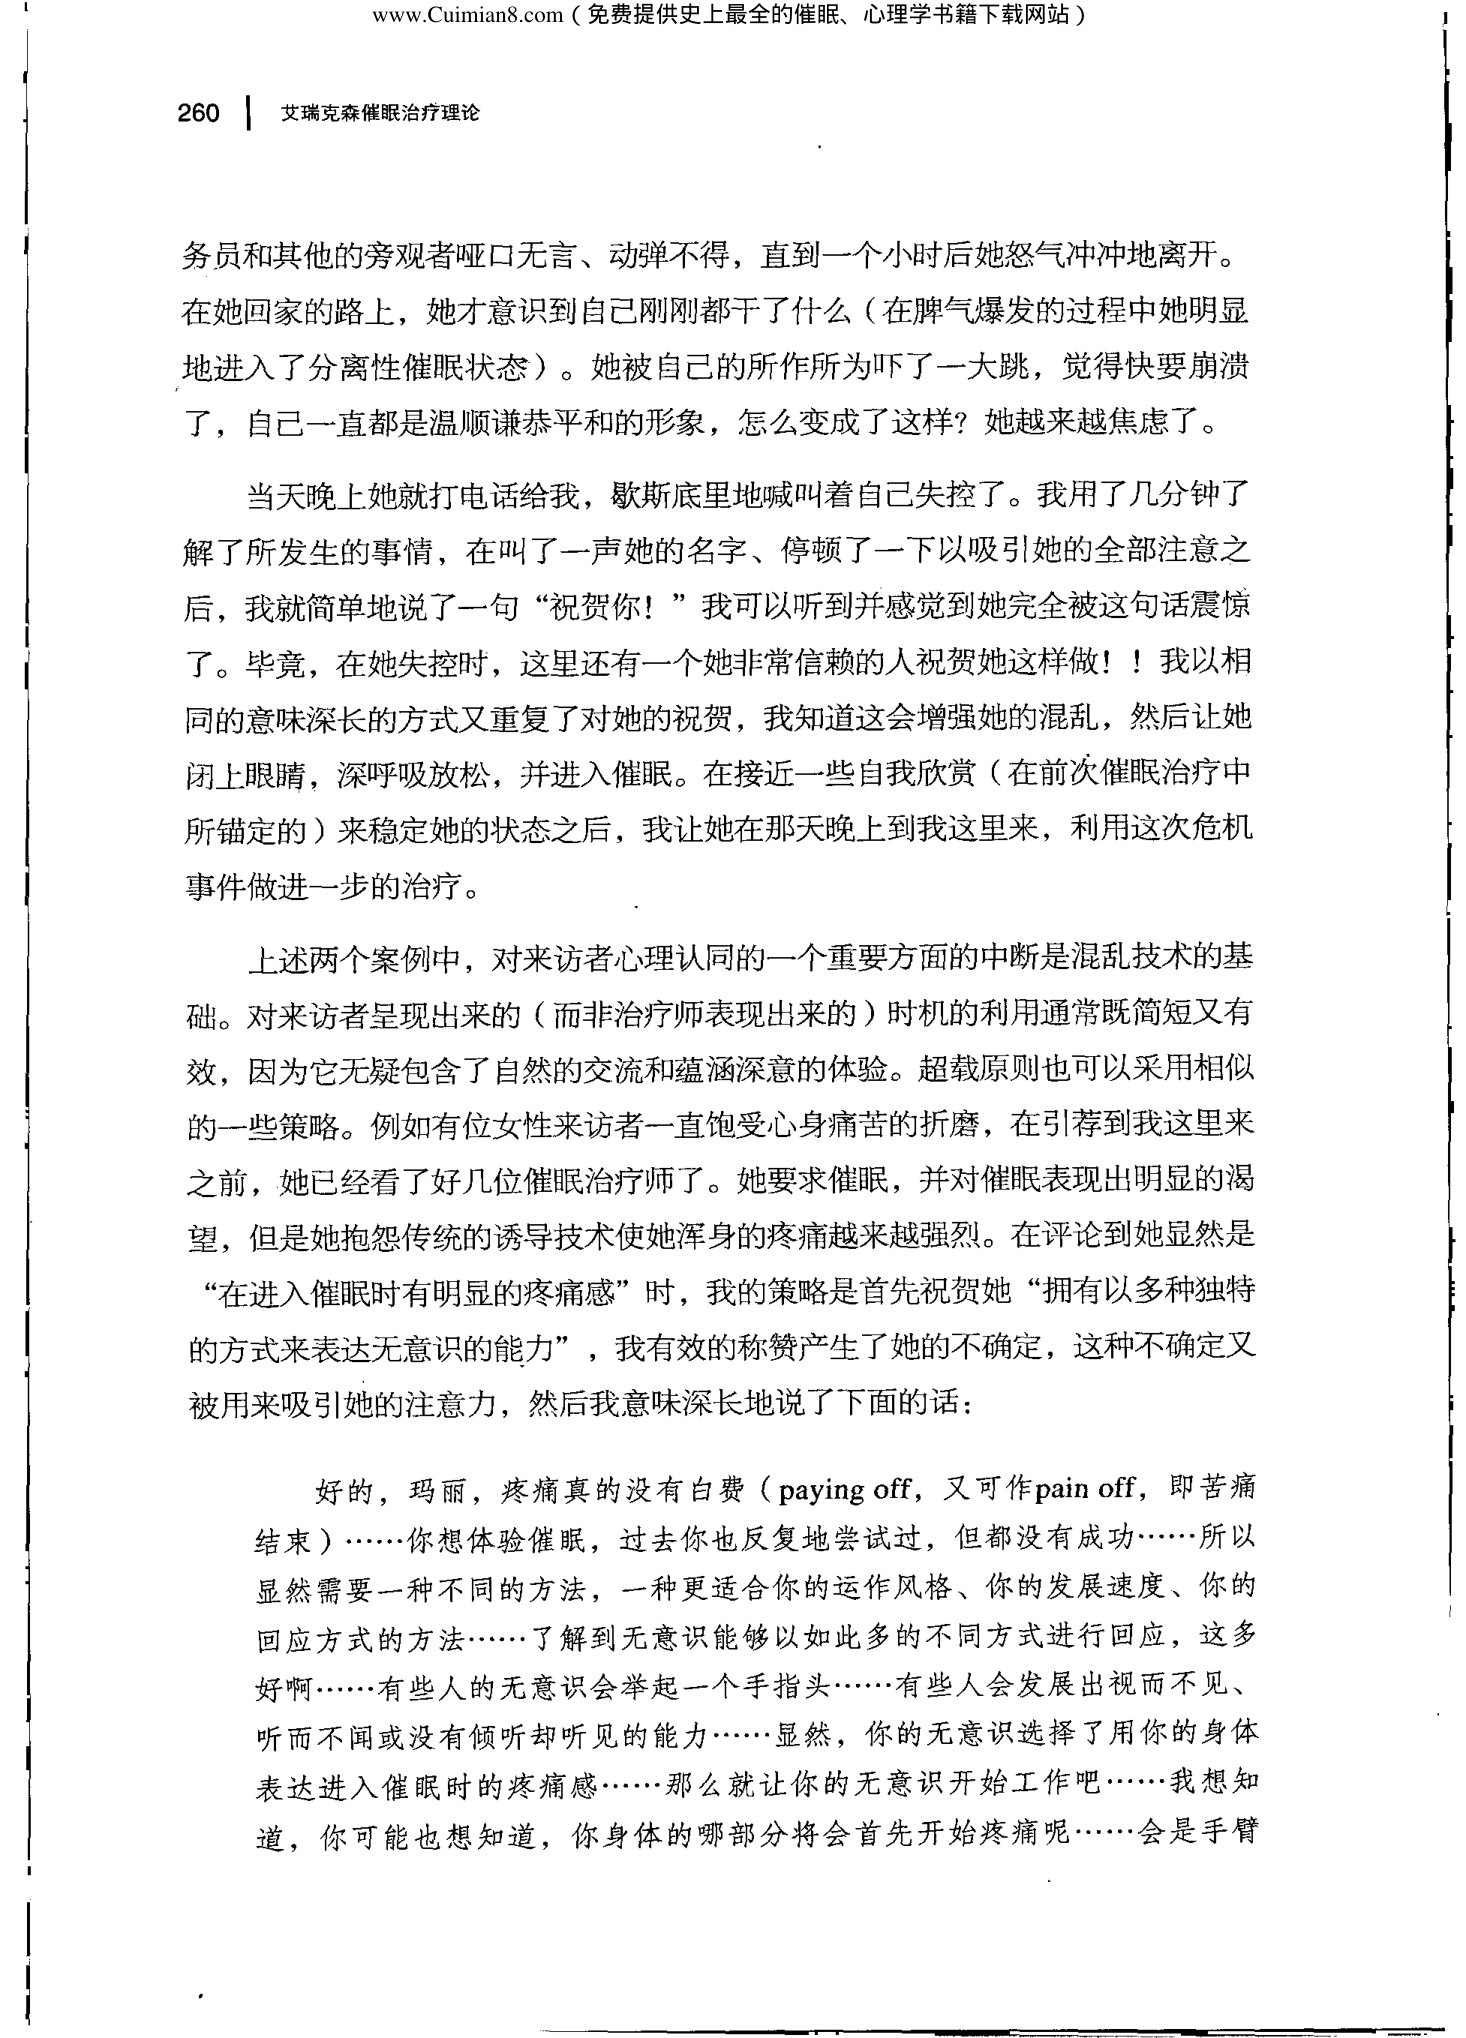 www.Cuimian8.com（免费提供史上最全的催眠、心理学书籍下载网站）
260 | 艾瑞克森催眠治疗理论
务员和其他的旁观者哑口无言、动弹不得，直到一个小时后她怒气冲冲地离开。
在她回家的路上，她才意识到自己刚刚都干了什么（在脾气爆发的过程中她明显
地进入了分离性催眠状态）。她被自己的所作所为吓了一大跳，觉得快要崩溃
了，自己一直都是温顺谦恭平和的形象，怎么变成了这样？她越来越焦虑了。
当天晚上她就打电话给我，歇斯底里地喊叫着自己失控了。我用了几分钟了
解了所发生的事情，在叫了一声她的名字、停顿了一下以吸引她的全部注意之
后，我就简单地说了一句“祝贺你！”我可以听到并感觉到她完全被这句话震惊
了。毕竟，在她失控时，这里还有一个她非常信赖的人祝贺她这样做！！我以相
同的意味深长的方式又重复了对她的祝贺，我知道这会增强她的混乱，然后让她
闭上眼睛，深呼吸放松，并进入催眠。在接近一些自我欣赏（在前次催眠治疗中
所锚定的）来稳定她的状态之后，我让她在那天晚上到我这里来，利用这次危机
事件做进一步的治疗。
上述两个案例中，对来访者心理认同的一个重要方面的中断是混乱技术的基
础。对来访者呈现出来的（而非治疗师表现出来的）时机的利用通常既简短又有
效，因为它无疑包含了自然的交流和蕴涵深意的体验。超载原则也可以采用相似
的一些策略。例如有位女性来访者一直饱受心身痛苦的折磨，在引荐到我这里来
之前，她已经看了好几位催眠治疗师了。她要求催眠，并对催眠表现出明显的渴
望，但是她抱怨传统的诱导技术使她浑身的疼痛越来越强烈。在评论到她显然是
“在进入催眠时有明显的疼痛感”时，我的策略是首先祝贺她“拥有以多种独特
的方式来表达无意识的能力”，我有效的称赞产生了她的不确定，这种不确定又
被用来吸引她的注意力，然后我意味深长地说了下面的话：
好的，玛丽，疼痛真的没有白费（paying off，又可作pain off，即苦痛
结束）……你想体验催眠，过去你也反复地尝试过，但都没有成功……所以
显然需要一种不同的方法，一种更适合你的运作风格、你的发展速度、你的
回应方式的方法……了解到无意识能够以如此多的不同方式进行回应，这多
好啊……有些人的无意识会举起一个手指头……有些人会发展出视而不见、
听而不闻或没有倾听却听见的能力……显然，你的无意识选择了用你的身体
表达进入催眠时的疼痛感……那么就让你的无意识开始工作吧……我想知
道，你可能也想知道，你身体的哪部分将会首先开始疼痛呢……会是手臂